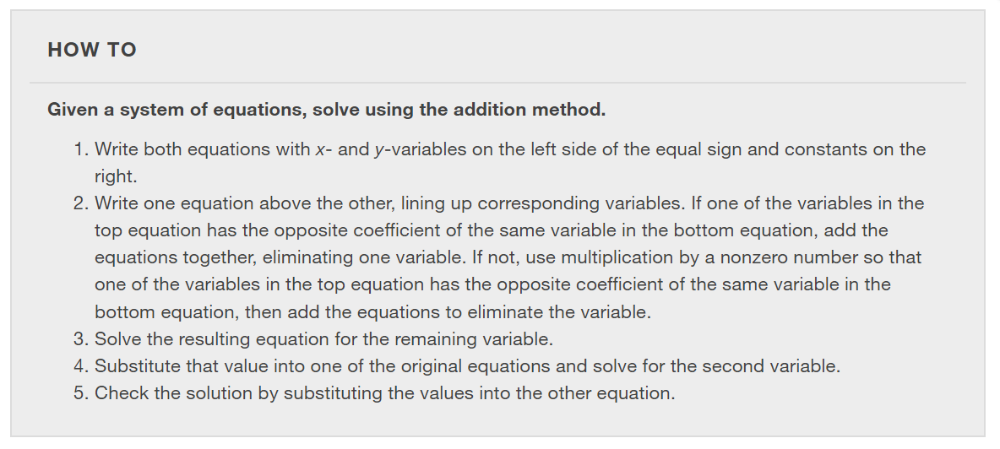 HOW TO
Given a system of equations, solve using the addition method.
1. Write both equations with x- and y-variables on the left side of the equal sign and constants on the
right.
2. Write one equation above the other, lining up corresponding variables. If one of the variables in the
top equation has the opposite coefficient of the same variable in the bottom equation, add the
equations together, eliminating one variable. If not, use multiplication by a nonzero number so that
one of the variables in the top equation has the opposite coefficient of the same variable in the
bottom equation, then add the equations to eliminate the variable.
3. Solve the resulting equation for the remaining variable.
4. Substitute that value into one of the original equations and solve for the second variable.
5. Check the solution by substituting the values into the other equation.